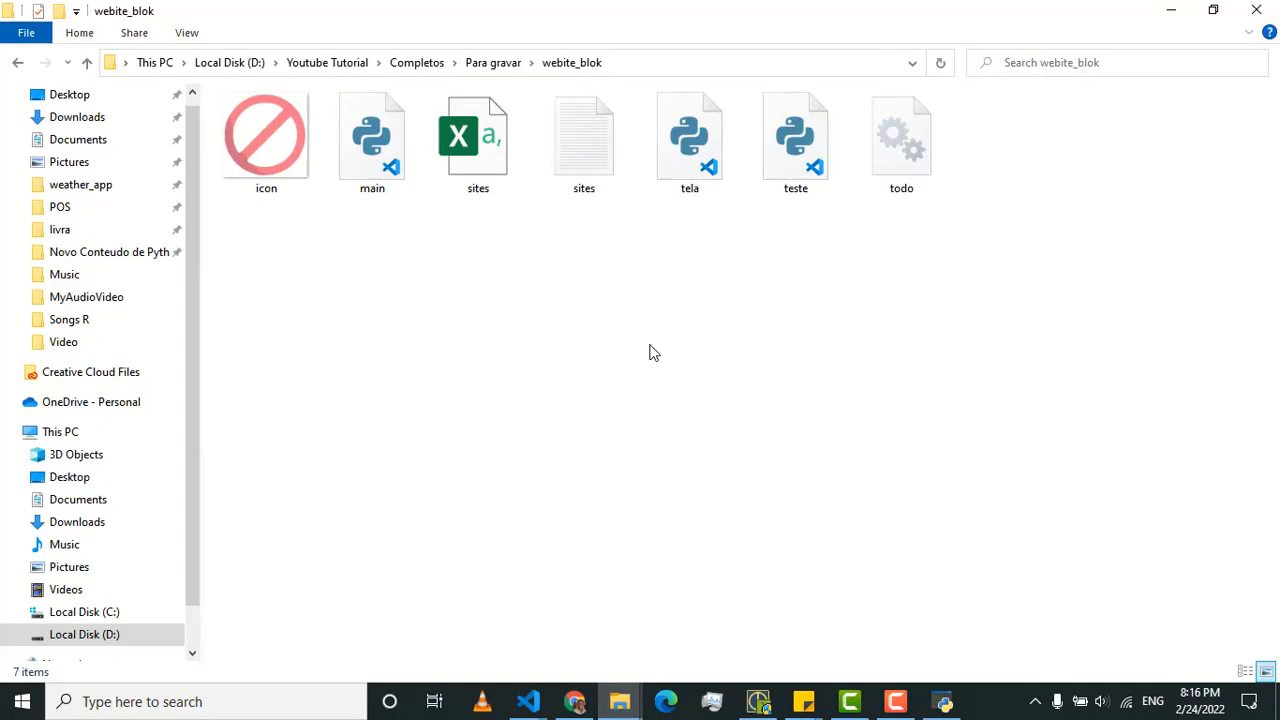 webite_blok
File Home Share View
This PC Local Disk (D:) Youtube Tutorial Completos Para gravar webite_blok Search webite_blok
Desktop
Downloads
Documents
Pictures
weather_app
POS
livra
Novo Conteudo de Pyth
Music
MyAudioVideo
Songs R
Video
Creative Cloud Files
OneDrive - Personal
This PC
3D Objects
Desktop
Documents
Downloads
Music
Pictures
Videos
Local Disk (C:)
Local Disk (D:)
X a,
icon main sites sites tela teste todo
7 items
Type here to search
ENG
8:16 PM
2/24/2022